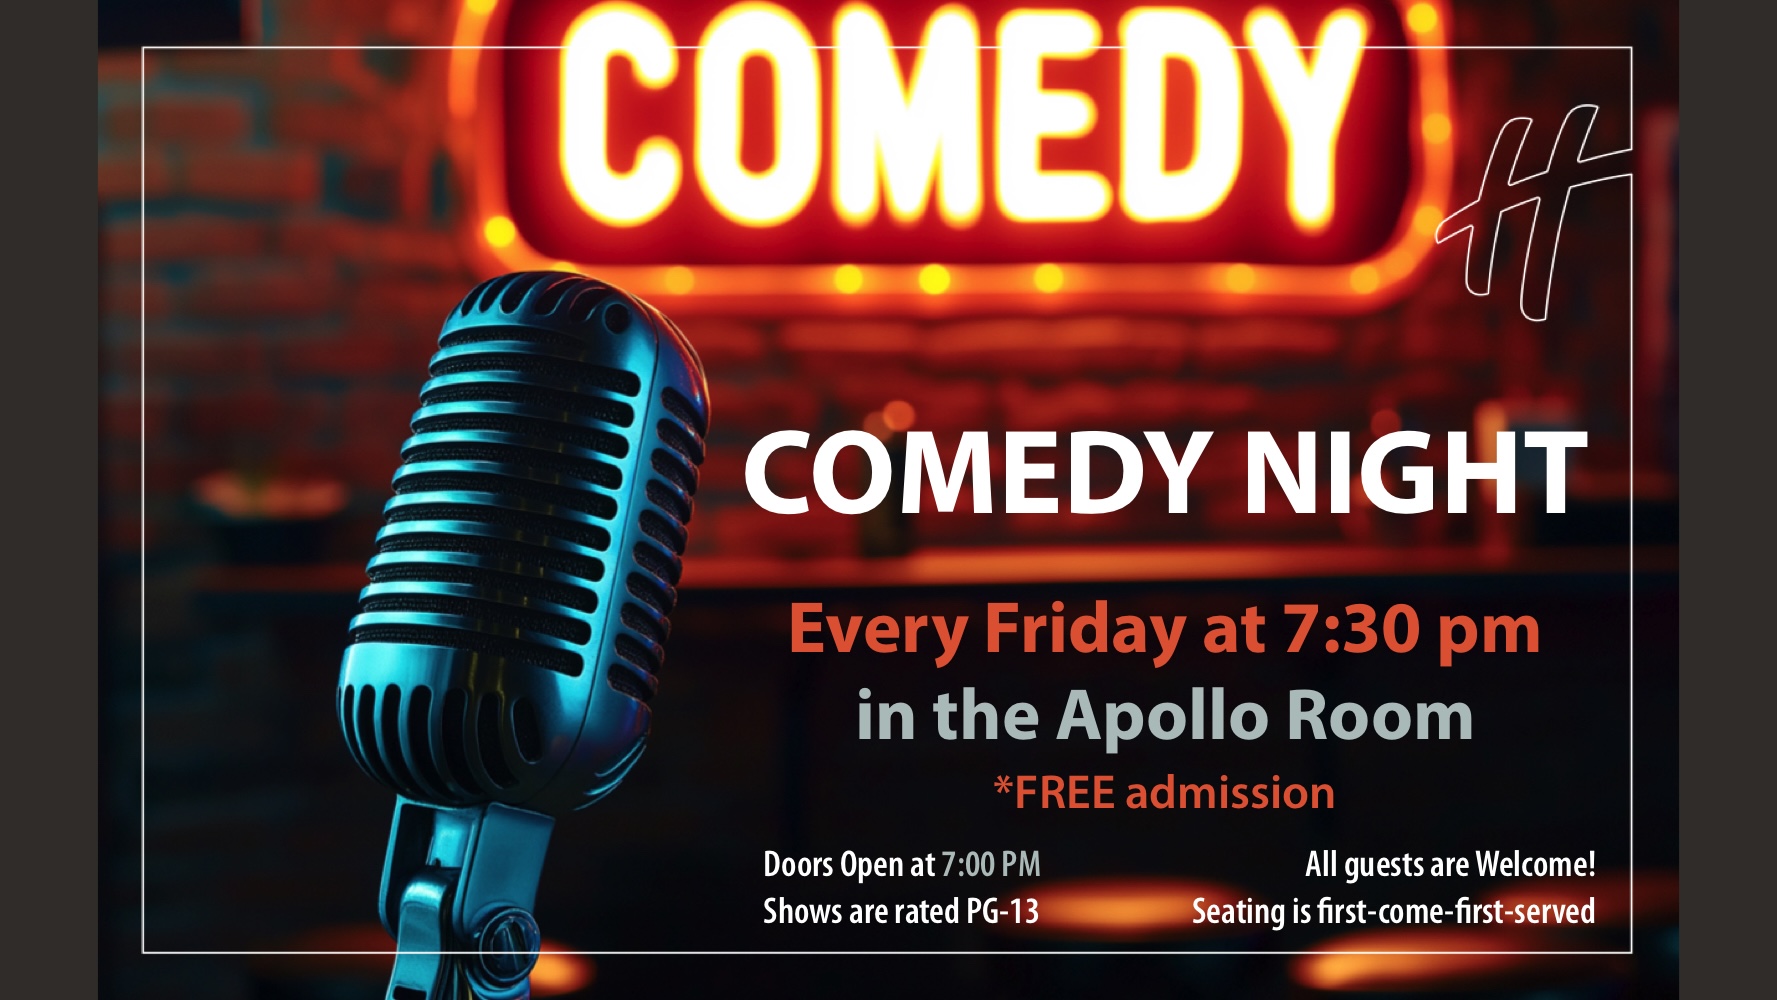 COMEDY
H
COMEDY NIGHT
Every Friday at 7:30 pm
in the Apollo Room
*FREE admission
Doors Open at 7:00 PM
All guests are Welcome!
Shows are rated PG-13
Seating is first-come-first-served